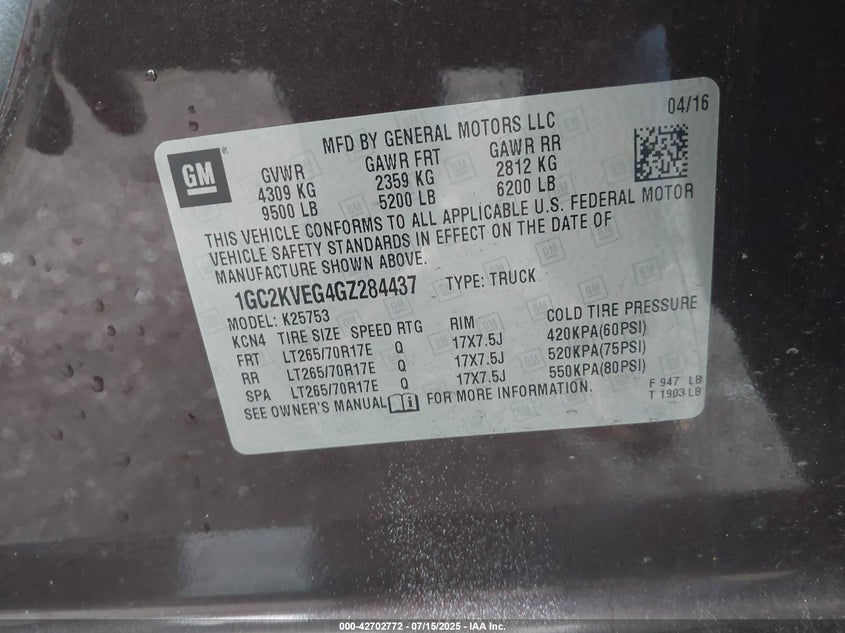 04/16
MFD BY GENERAL MOTORS LLC
GM®
GVWR GAWR FRT GAWR RR
4309 KG 2359 KG 2812 KG
9500 LB 5200 LB 6200 LB
THIS VEHICLE CONFORMS TO ALL APPLICABLE U.S. FEDERAL MOTOR
VEHICLE SAFETY STANDARDS IN EFFECT ON THE DATE OF
MANUFACTURE SHOWN ABOVE.
1GC2KVEG4GZ284437 TYPE: TRUCK
MODEL: K25753
KCN4 TIRE SIZE SPEED RTG RIM COLD TIRE PRESSURE
FRT LT265/70R17E Q 17X7.5J 420KPA(60PSI)
RR LT265/70R17E Q 17X7.5J 520KPA(75PSI)
SPA LT265/70R17E Q 17X7.5J 550KPA(80PSI)
SEE OWNER'S MANUAL FOR MORE INFORMATION.
F 947 LB
T 1903 LB
000-42702772 - 07/15/2025 - IAA Inc.